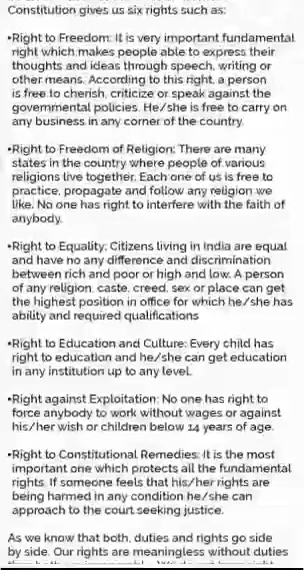 Constitution gives us six rights such as:
•Right to Freedom: It is very important fundamental
right which makes people able to express their
thoughts and ideas through speech, writing or
other means. According to this right, a person
is free to cherish, criticize or speak against the
governmental policies. He/she is free to carry on
any business in any corner of the country.
•Right to Freedom of Religion: There are many
states in the country where people of various
religions live together. Each one of us is free to
practice, propagate and follow any religion we
like. No one has right to interfere with the faith of
anybody.
•Right to Equality: Citizens living in India are equal
and have no any difference and discrimination
between rich and poor or high and low. A person
of any religion, caste, creed, sex or place can get
the highest position in office for which he/she has
ability and required qualifications
•Right to Education and Culture: Every child has
right to education and he/she can get education
in any institution up to any level.
•Right against Exploitation: No one has right to
force anybody to work without wages or against
his/her wish or children below 14 years of age.
•Right to Constitutional Remedies: It is the most
important one which protects all the fundamental
rights. If someone feels that his/her rights are
being harmed in any condition he/she can
approach to the court seeking justice.
As we know that both, duties and rights go side
by side. Our rights are meaningless without duties